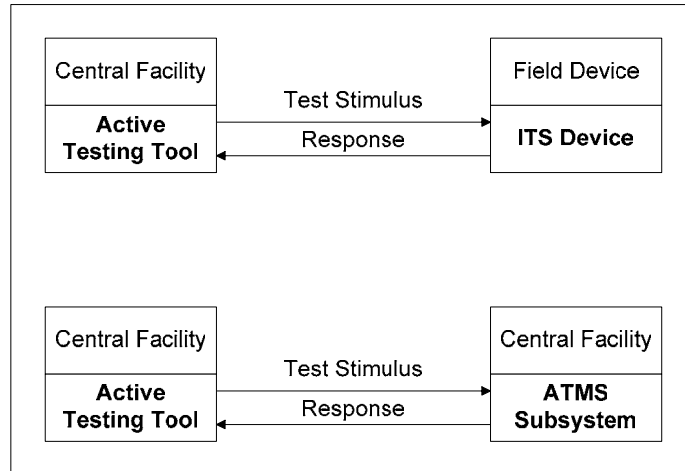 Central Facility
Active
Testing Tool
Test Stimulus
Response
Field Device
ITS Device
Central Facility
Active
Testing Tool
Test Stimulus
Response
Central Facility
ATMS
Subsystem